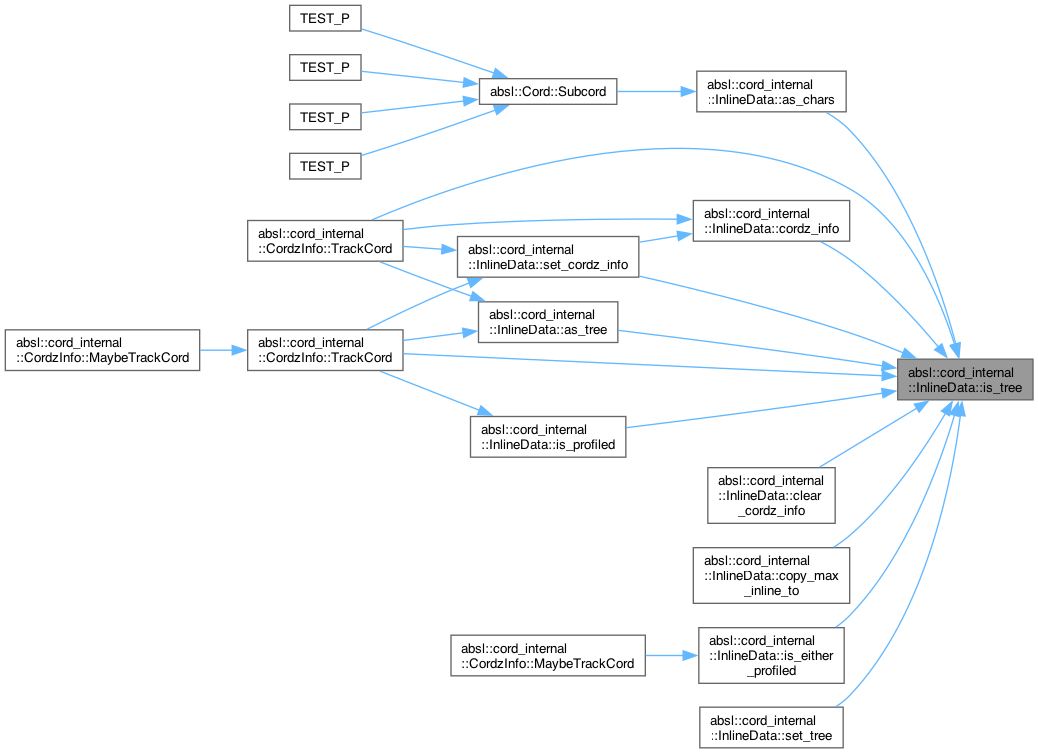 TEST_P
TEST_P
absl::Cord::Subcord
absl::cord_internal
::InlineData::as_chars
TEST_P
TEST_P
absl::cord_internal
::CordzInfo::TrackCord
absl::cord_internal
::InlineData::cordz_info
absl::cord_internal
::InlineData::set_cordz_info
absl::cord_internal
::InlineData::as_tree
absl::cord_internal
::CordzInfo::MaybeTrackCord
absl::cord_internal
::CordzInfo::TrackCord
absl::cord_internal
::InlineData::is_tree
absl::cord_internal
::InlineData::is_profiled
absl::cord_internal
::InlineData::clear
_cordz_info
absl::cord_internal
::InlineData::copy_max
_inline_to
absl::cord_internal
::CordzInfo::MaybeTrackCord
absl::cord_internal
::InlineData::is_either
_profiled
absl::cord_internal
::InlineData::set_tree